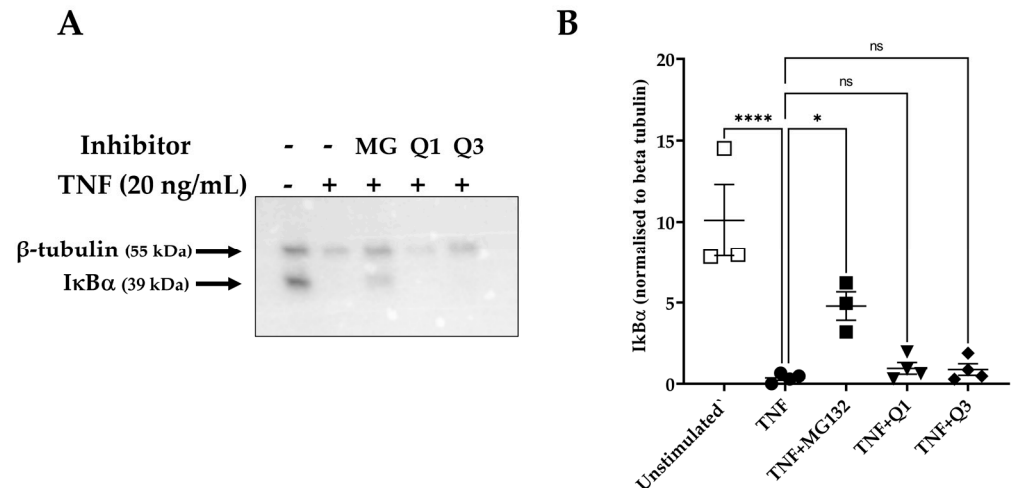 A
Inhibitor - - MG Q1 Q3
TNF (20 ng/mL) - + + + +
β-tubulin (55 kDa)
IκBα (39 kDa)
B
IkBα (normalised to beta tubulin)
20
15
10
5
0
ns
ns
**** *
Unstimulated`
TNF
TNF+MG132
TNF+Q1
TNF+Q3